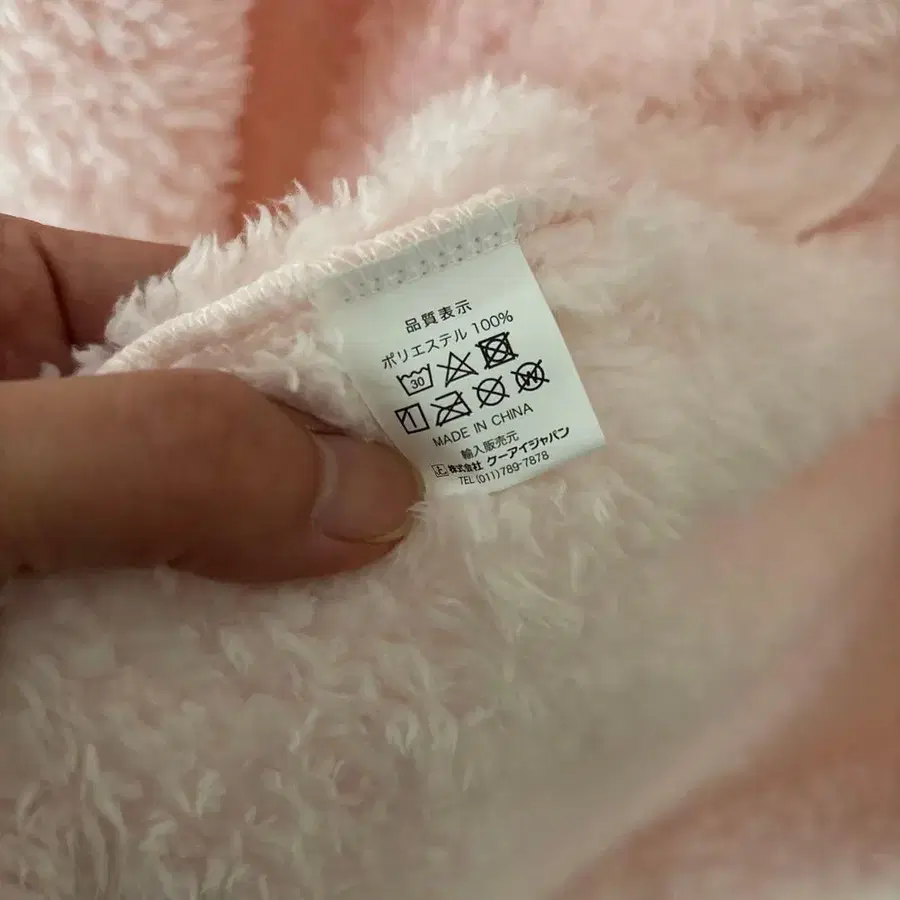 品質表示
ポリエステル 100%
30
MADE IN CHINA
輸入販売元
株式会社 ケーアイジャパン
TEL (011)789-7878